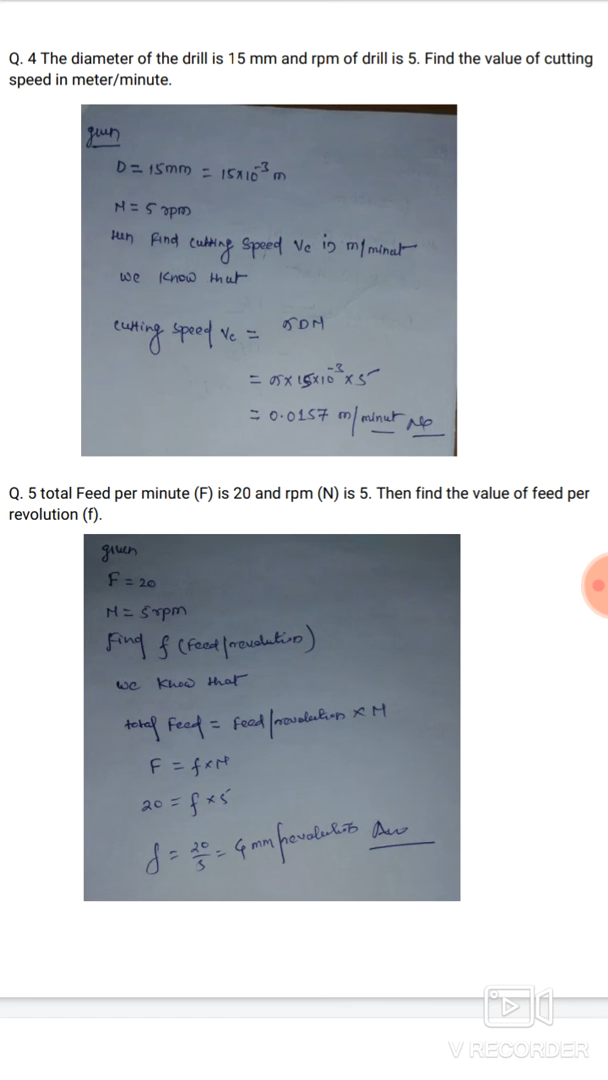 Q. 4 The diameter of the drill is 15 mm and rpm of drill is 5. Find the value of cutting
speed in meter/minute.
given
D = 15mm = 15×10⁻³ m
N = 5 rpm
Find cutting speed Vc in m/minut
we know that
cutting speed Vc = πDN
= π×15×10⁻³×5
= 0.0157 m/minut
Q. 5 total Feed per minute (F) is 20 and rpm (N) is 5. Then find the value of feed per
revolution (f).
given
F = 20
N = 5 rpm
Find f (Feed/revolution)
we know that
total Feed = Feed/revolution × N
F = f×N
20 = f×5
f = 20/5 = 4 mm/revolution Ans
V RECORDER